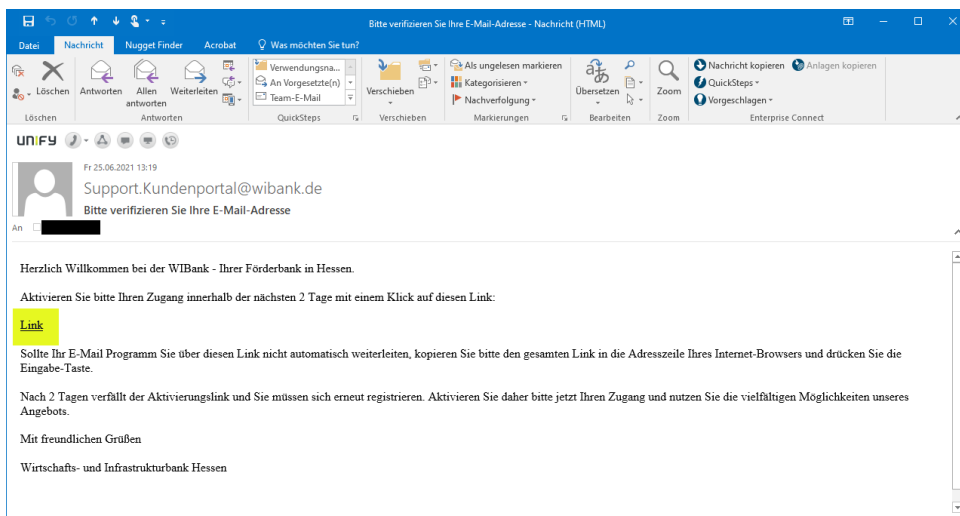 Bitte verifizieren Sie Ihre E-Mail-Adresse - Nachricht (HTML)
Datei Nachricht Nugget Finder Acrobat Was möchten Sie tun?
Löschen
Antworten
Allen antworten
Weiterleiten
Verwendungsna...
An Vorgesetzte(n)
Team-E-Mail
Verschieben
Als ungelesen markieren
Kategorisieren
Nachverfolgung
Übersetzen
Zoom
Nachricht kopieren Anlagen kopieren
QuickSteps
Vorgeschlagen
Löschen Antworten QuickSteps Verschieben Markierungen Bearbeiten Zoom Enterprise Connect
UNIFY
Fr 25.06.2021 13:19
Support.Kundenportal@wibank.de
Bitte verifizieren Sie Ihre E-Mail-Adresse
An
Herzlich Willkommen bei der WIBank - Ihrer Förderbank in Hessen.
Aktivieren Sie bitte Ihren Zugang innerhalb der nächsten 2 Tage mit einem Klick auf diesen Link:
Link
Sollte Ihr E-Mail Programm Sie über diesen Link nicht automatisch weiterleiten, kopieren Sie bitte den gesamten Link in die Adresszeile Ihres Internet-Browsers und drücken Sie die
Eingabe-Taste.
Nach 2 Tagen verfällt der Aktivierungslink und Sie müssen sich erneut registrieren. Aktivieren Sie daher bitte jetzt Ihren Zugang und nutzen Sie die vielfältigen Möglichkeiten unseres
Angebots.
Mit freundlichen Grüßen
Wirtschafts- und Infrastrukturbank Hessen